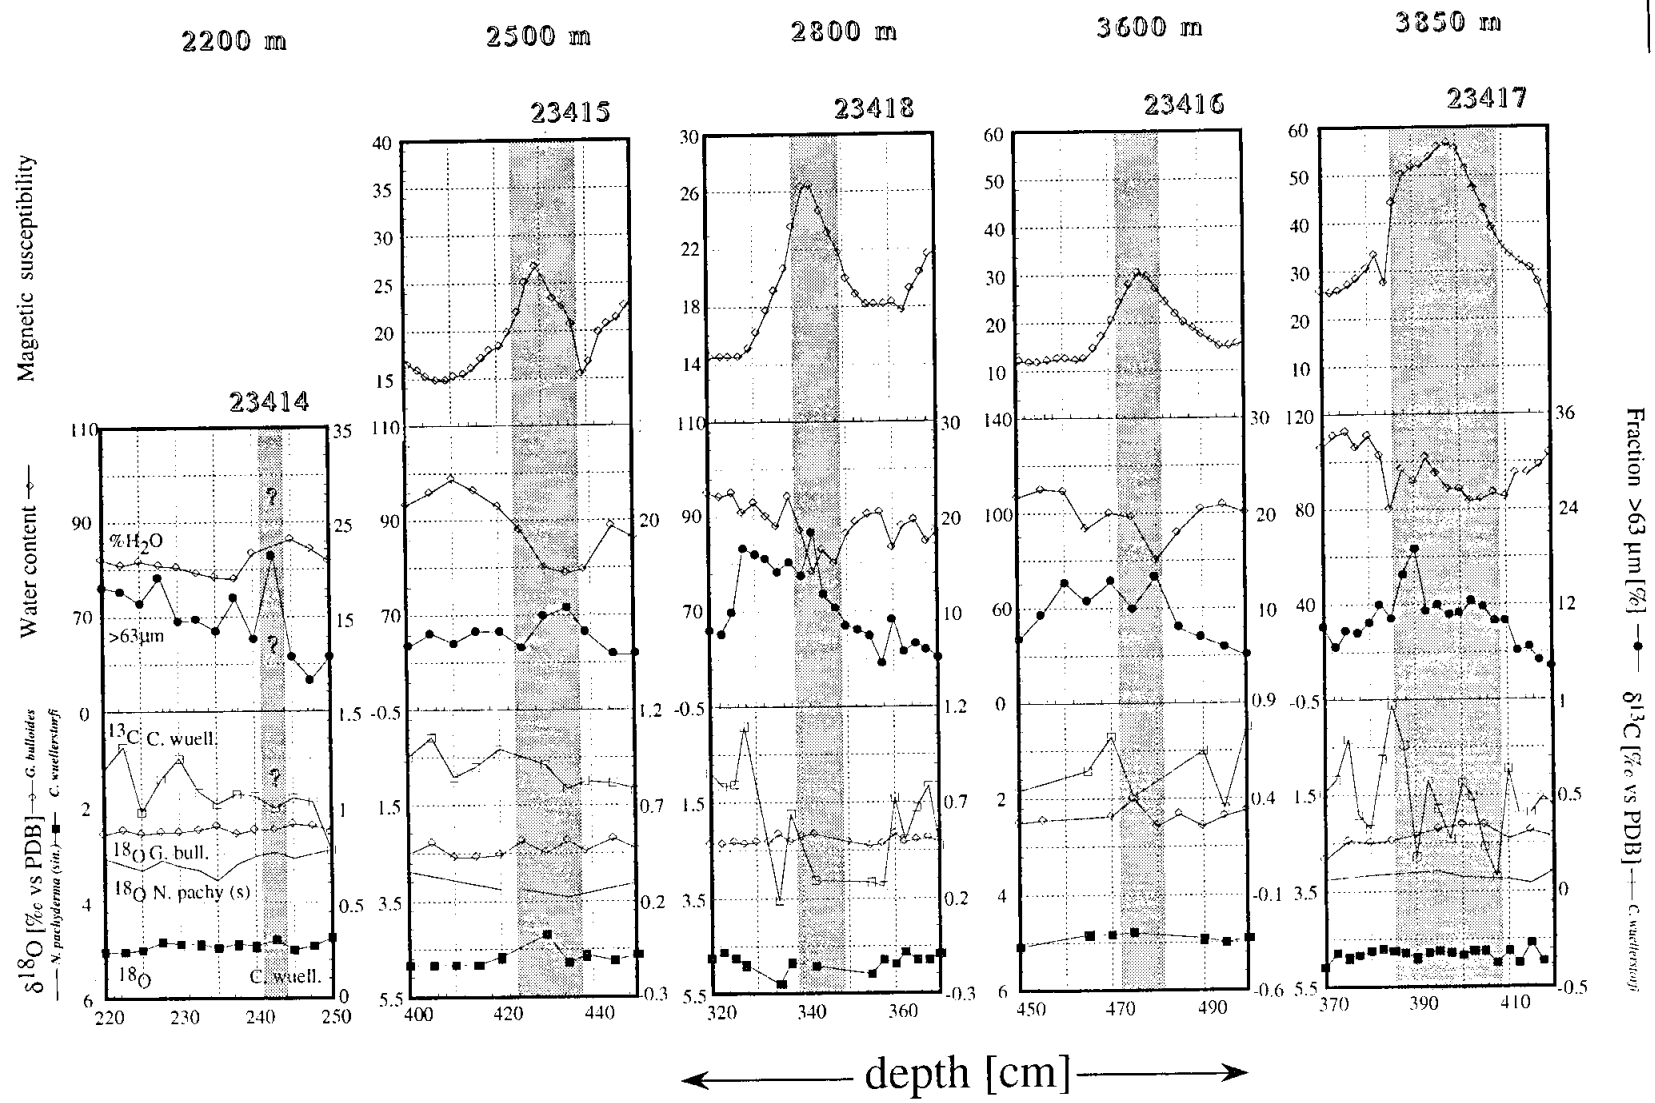 2200 m 2500 m 2800 m 3600 m 3850 m
23415 23418 23416 23417
Magnetic susceptibility
40 35 30 25 20 15
30 26 22 18 14
60 50 40 30 20 10
60 50 40 30 20 10
23414
Water content
110 90 70
35 25 15
110 90 70
20
110 90 70
30 20 10
140 100 60
30 20 10
120 80 40
36 24 12
%H2O
>63µm
?
?
?
Fraction >63 µm [%]
δ18O [‰ vs PDB]
G. bulloides
N. pachyderma (sin.)
C. wuellerstorfi
0 2 4 6
1.5 1 0.5 0
-0.5 1.5 3.5 5.5
1.2 0.7 0.2 -0.3
-0.5 1.5 3.5 5.5
1.2 0.7 0.2 -0.3
0 2 4 6
0.9 0.4 -0.1 -0.6
-0.5 1.5 3.5 5.5
1 0.5 0 -0.5
13C C. wuell.
18O G. bull.
18O N. pachy (s)
18O C. wuell.
δ13C [‰ vs PDB]
C. wuellerstorfi
220 230 240 250
400 420 440
320 340 360
450 470 490
370 390 410
depth [cm]